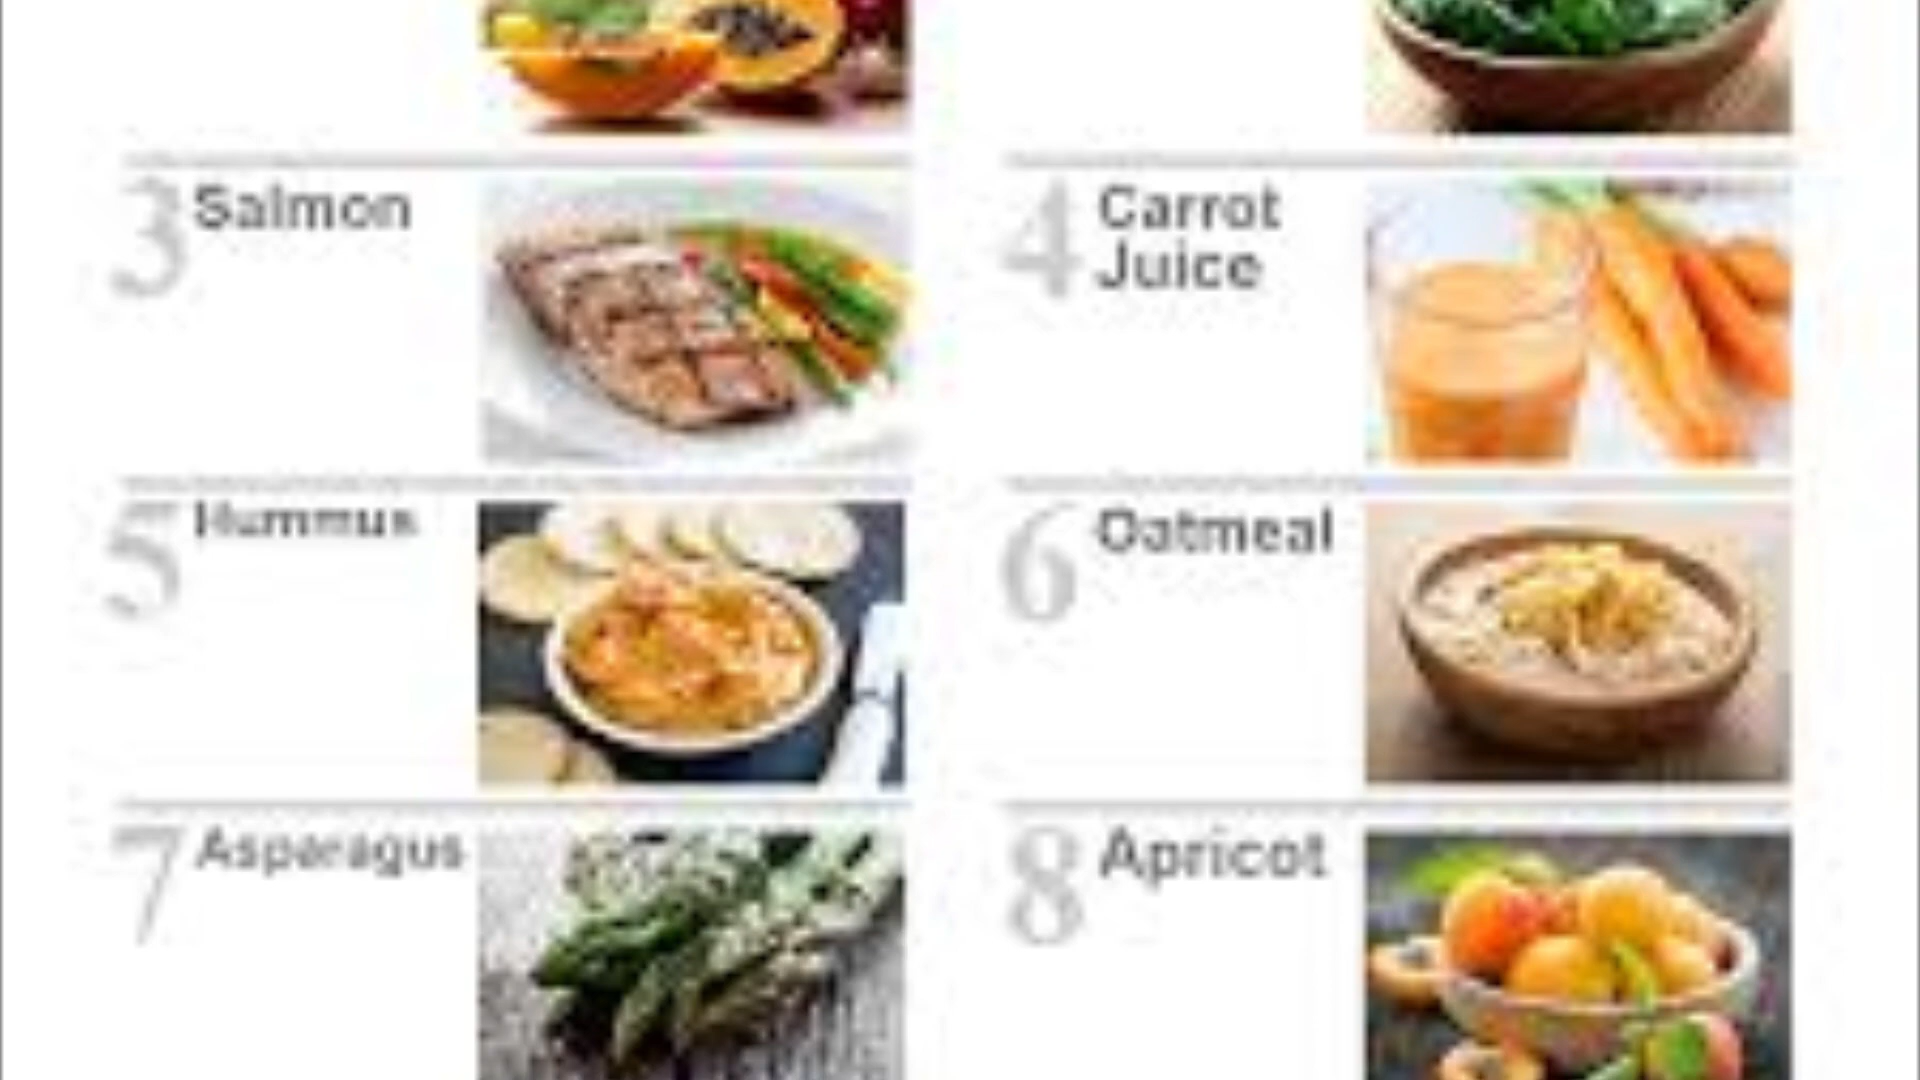 3 Salmon
4 Carrot
Juice
5 Hummus
6 Oatmeal
7 Asparagus
8 Apricot